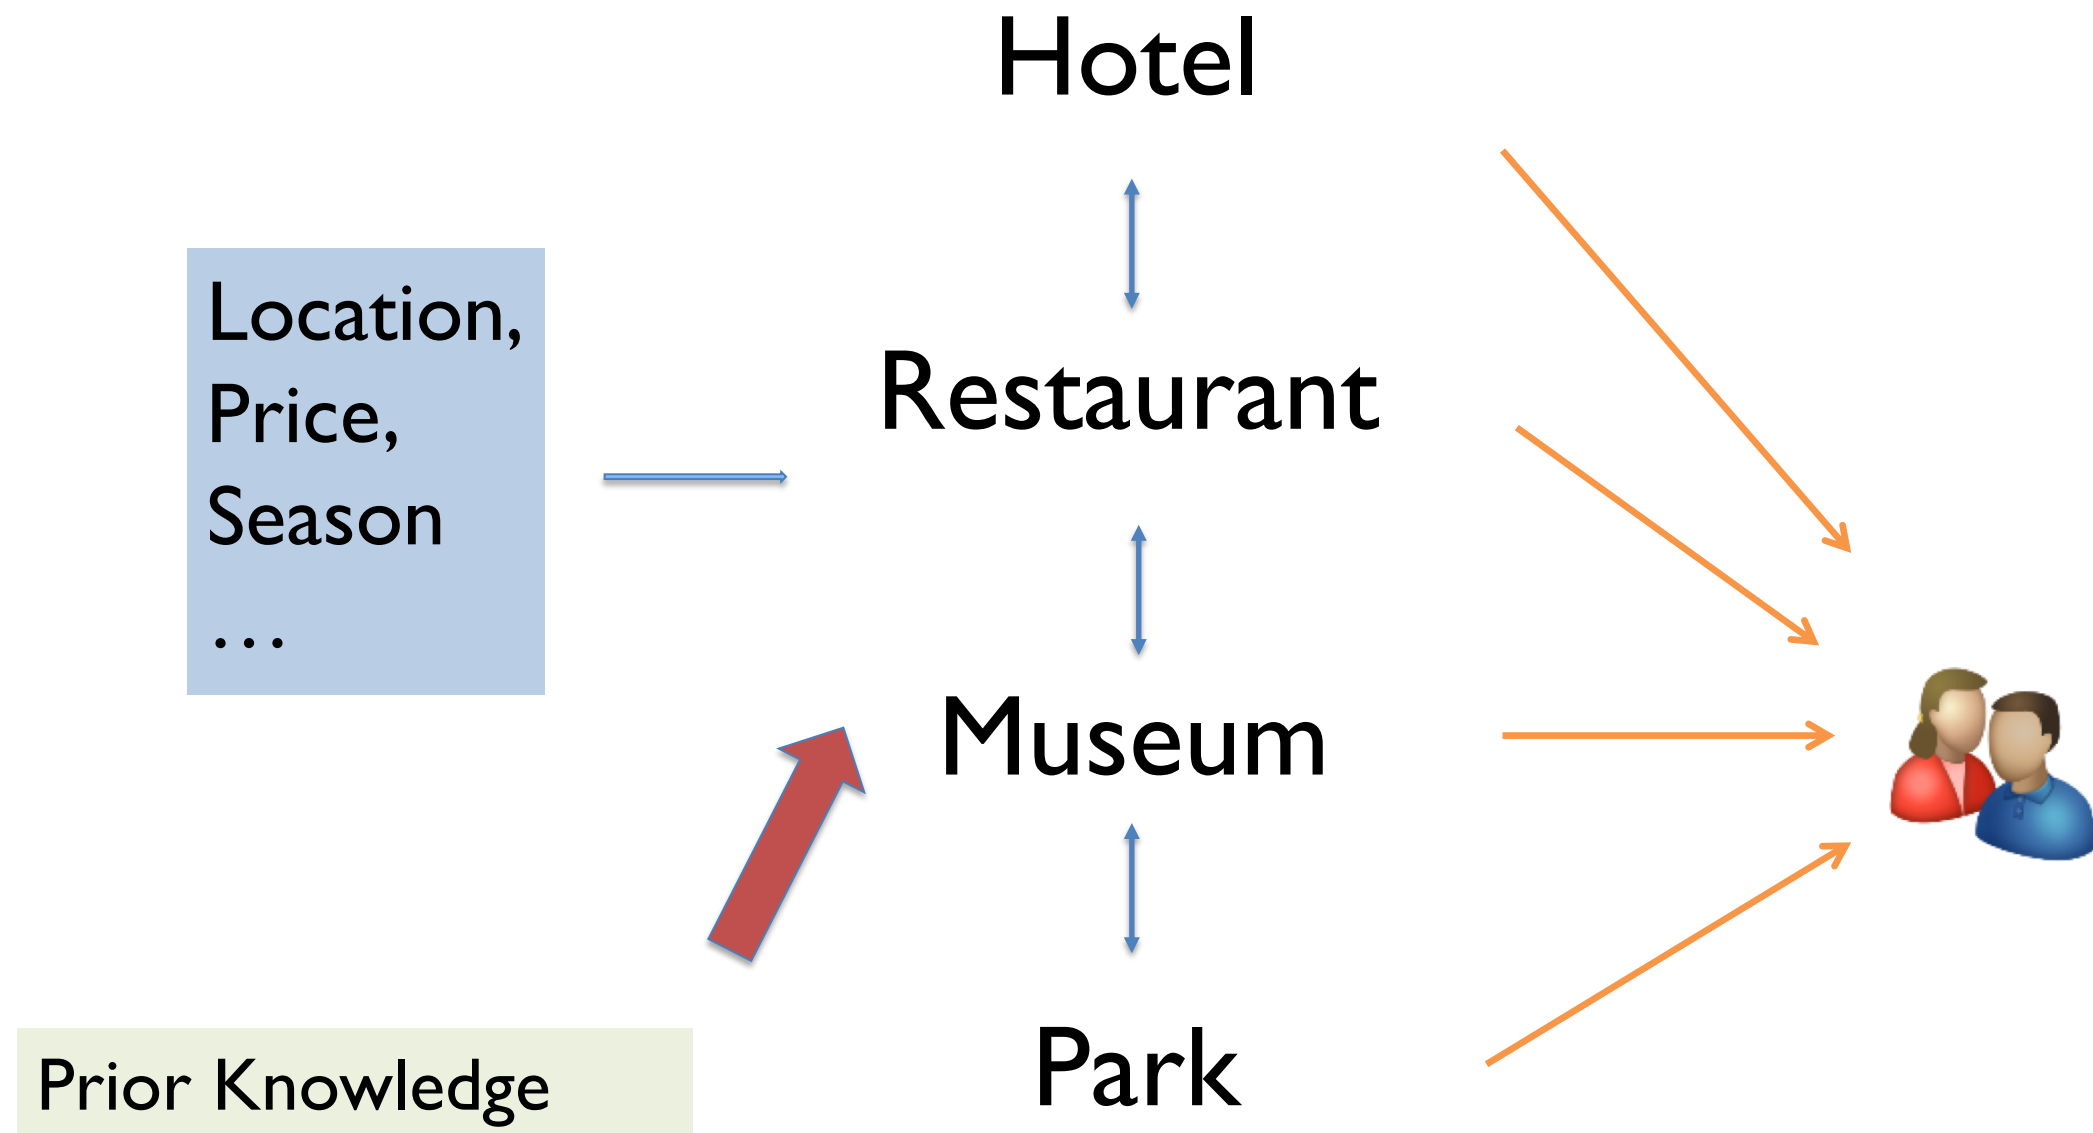 Hotel
Location,
Price,
Season
…
Restaurant
Museum
Park
Prior Knowledge